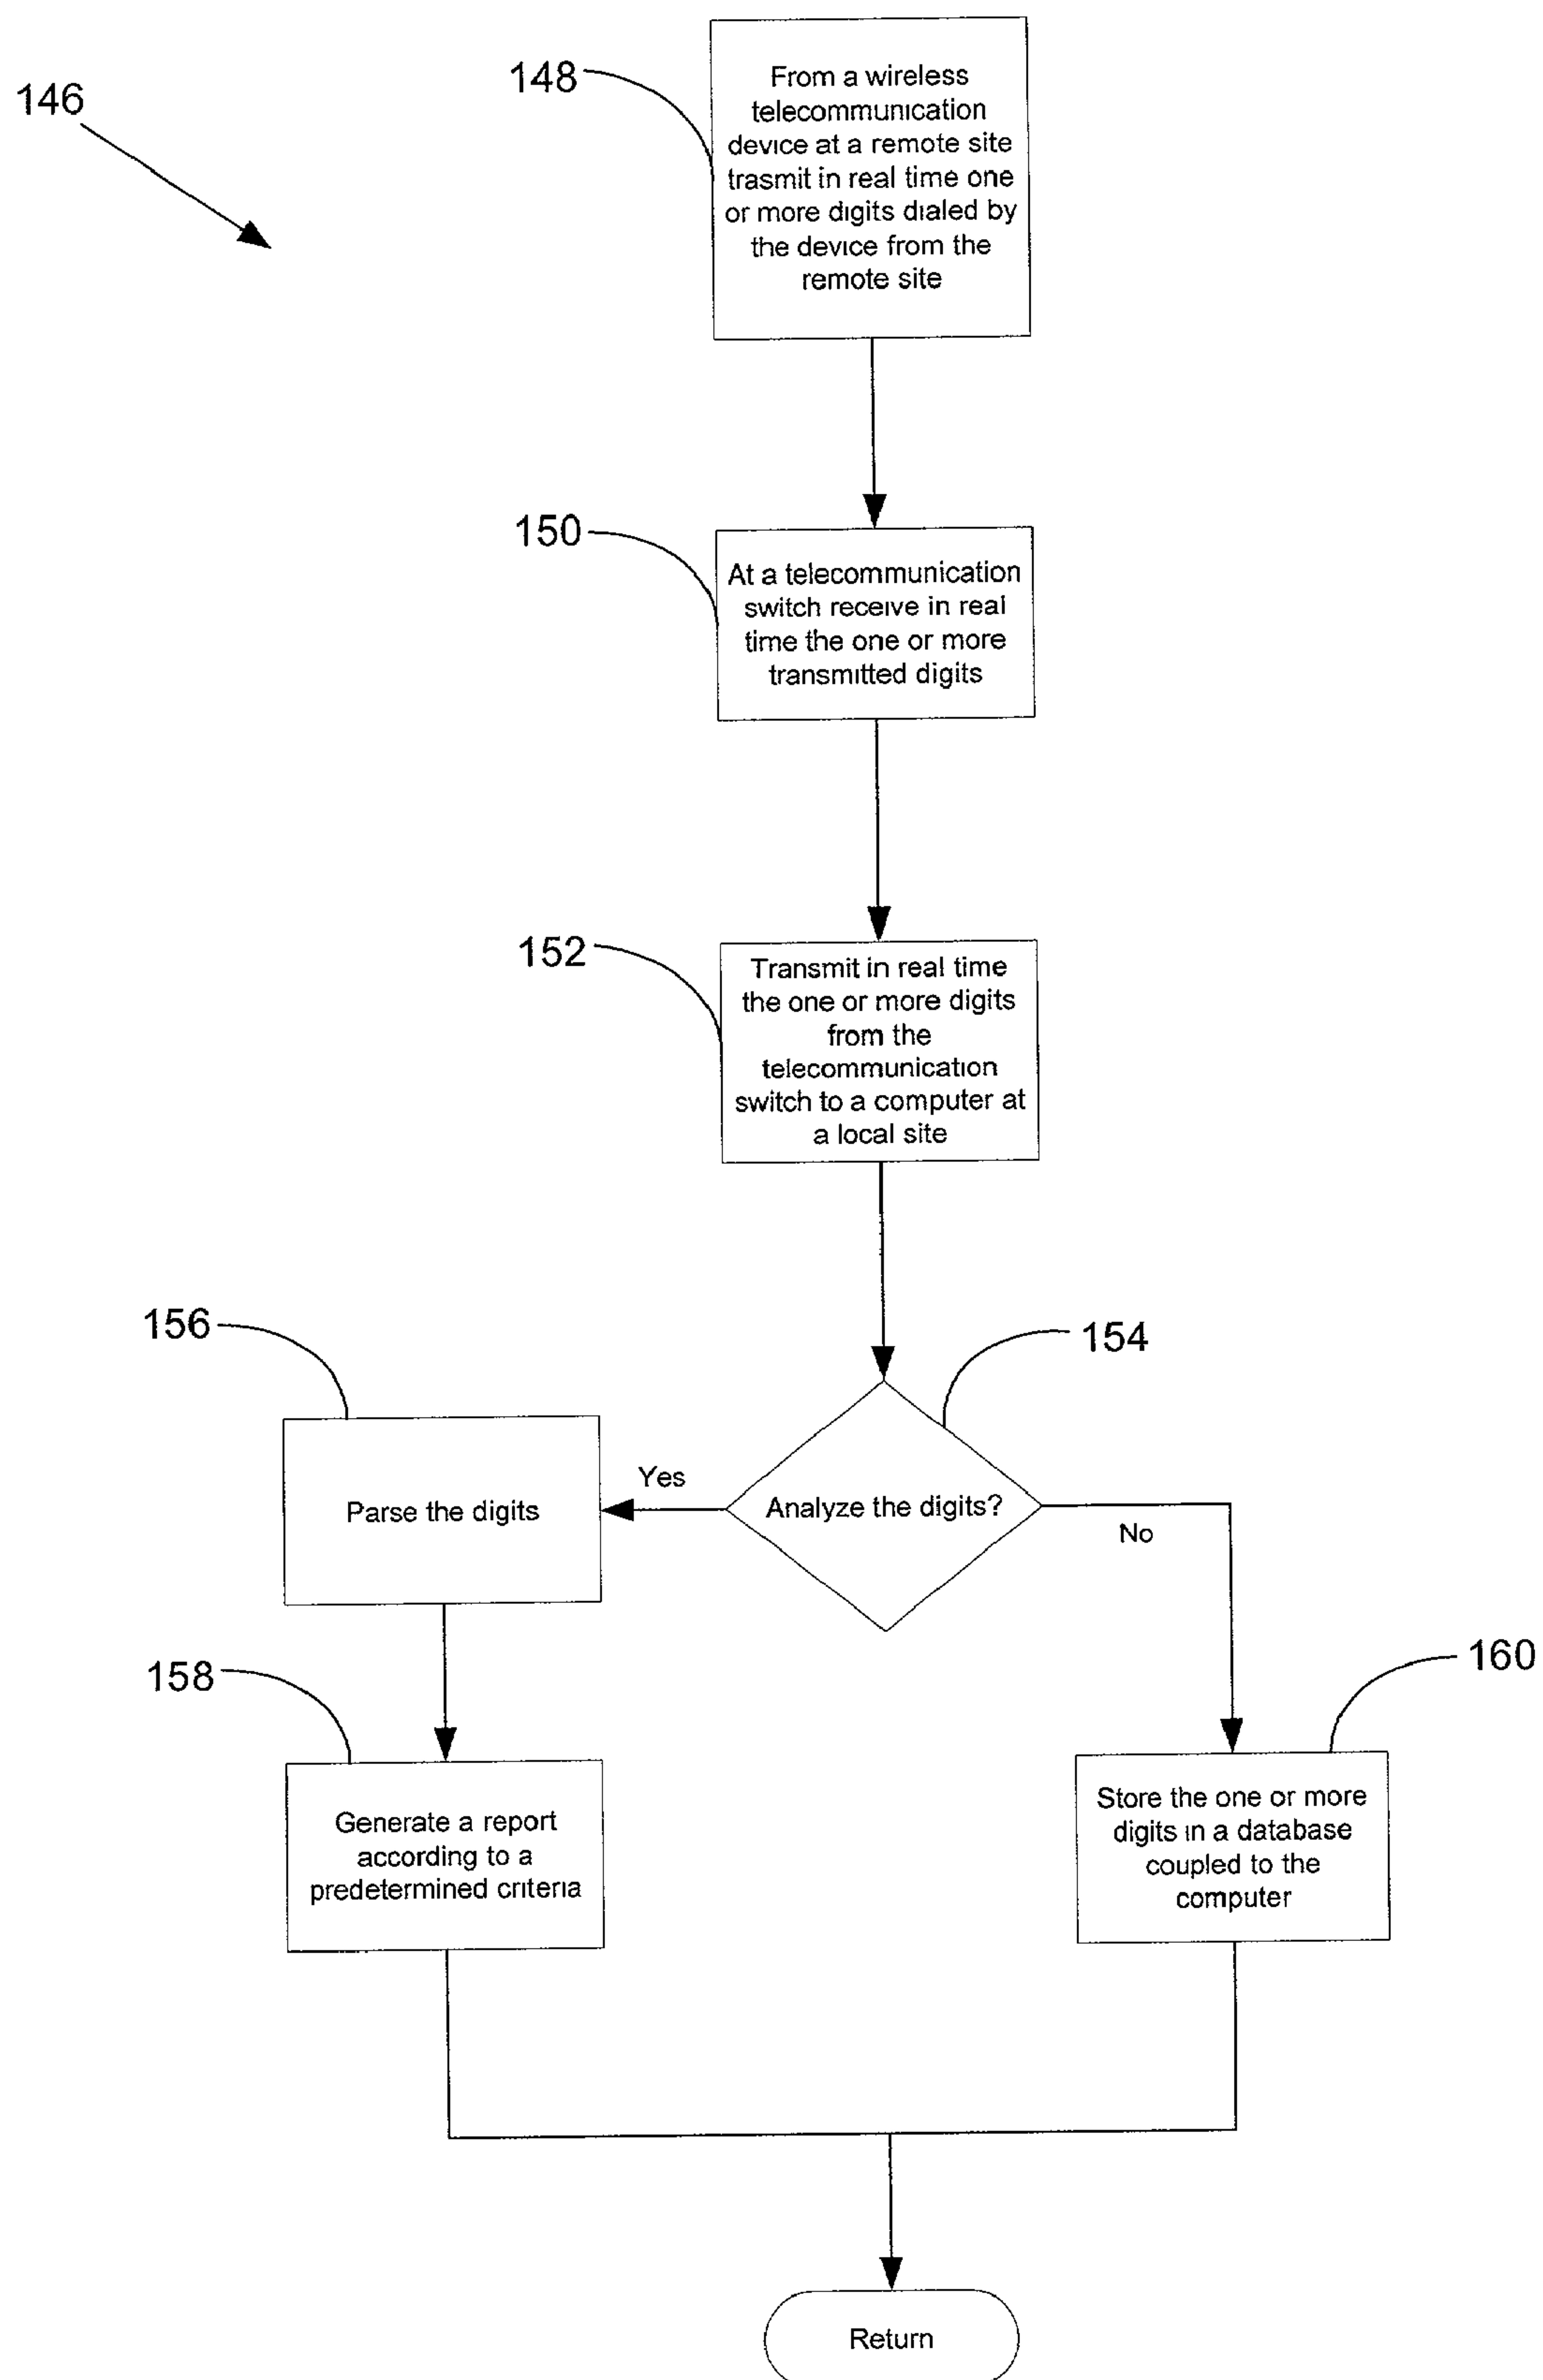 146
148
From a wireless
telecommunication
device at a remote site
trasmit in real time one
or more digits dialed by
the device from the
remote site
150
At a telecommunication
switch receive in real
time the one or more
transmitted digits
152
Transmit in real time
the one or more digits
from the
telecommunication
switch to a computer at
a local site
154
Analyze the digits?
Yes
No
156
Parse the digits
158
Generate a report
according to a
predetermined criteria
160
Store the one or more
digits in a database
coupled to the
computer
Return